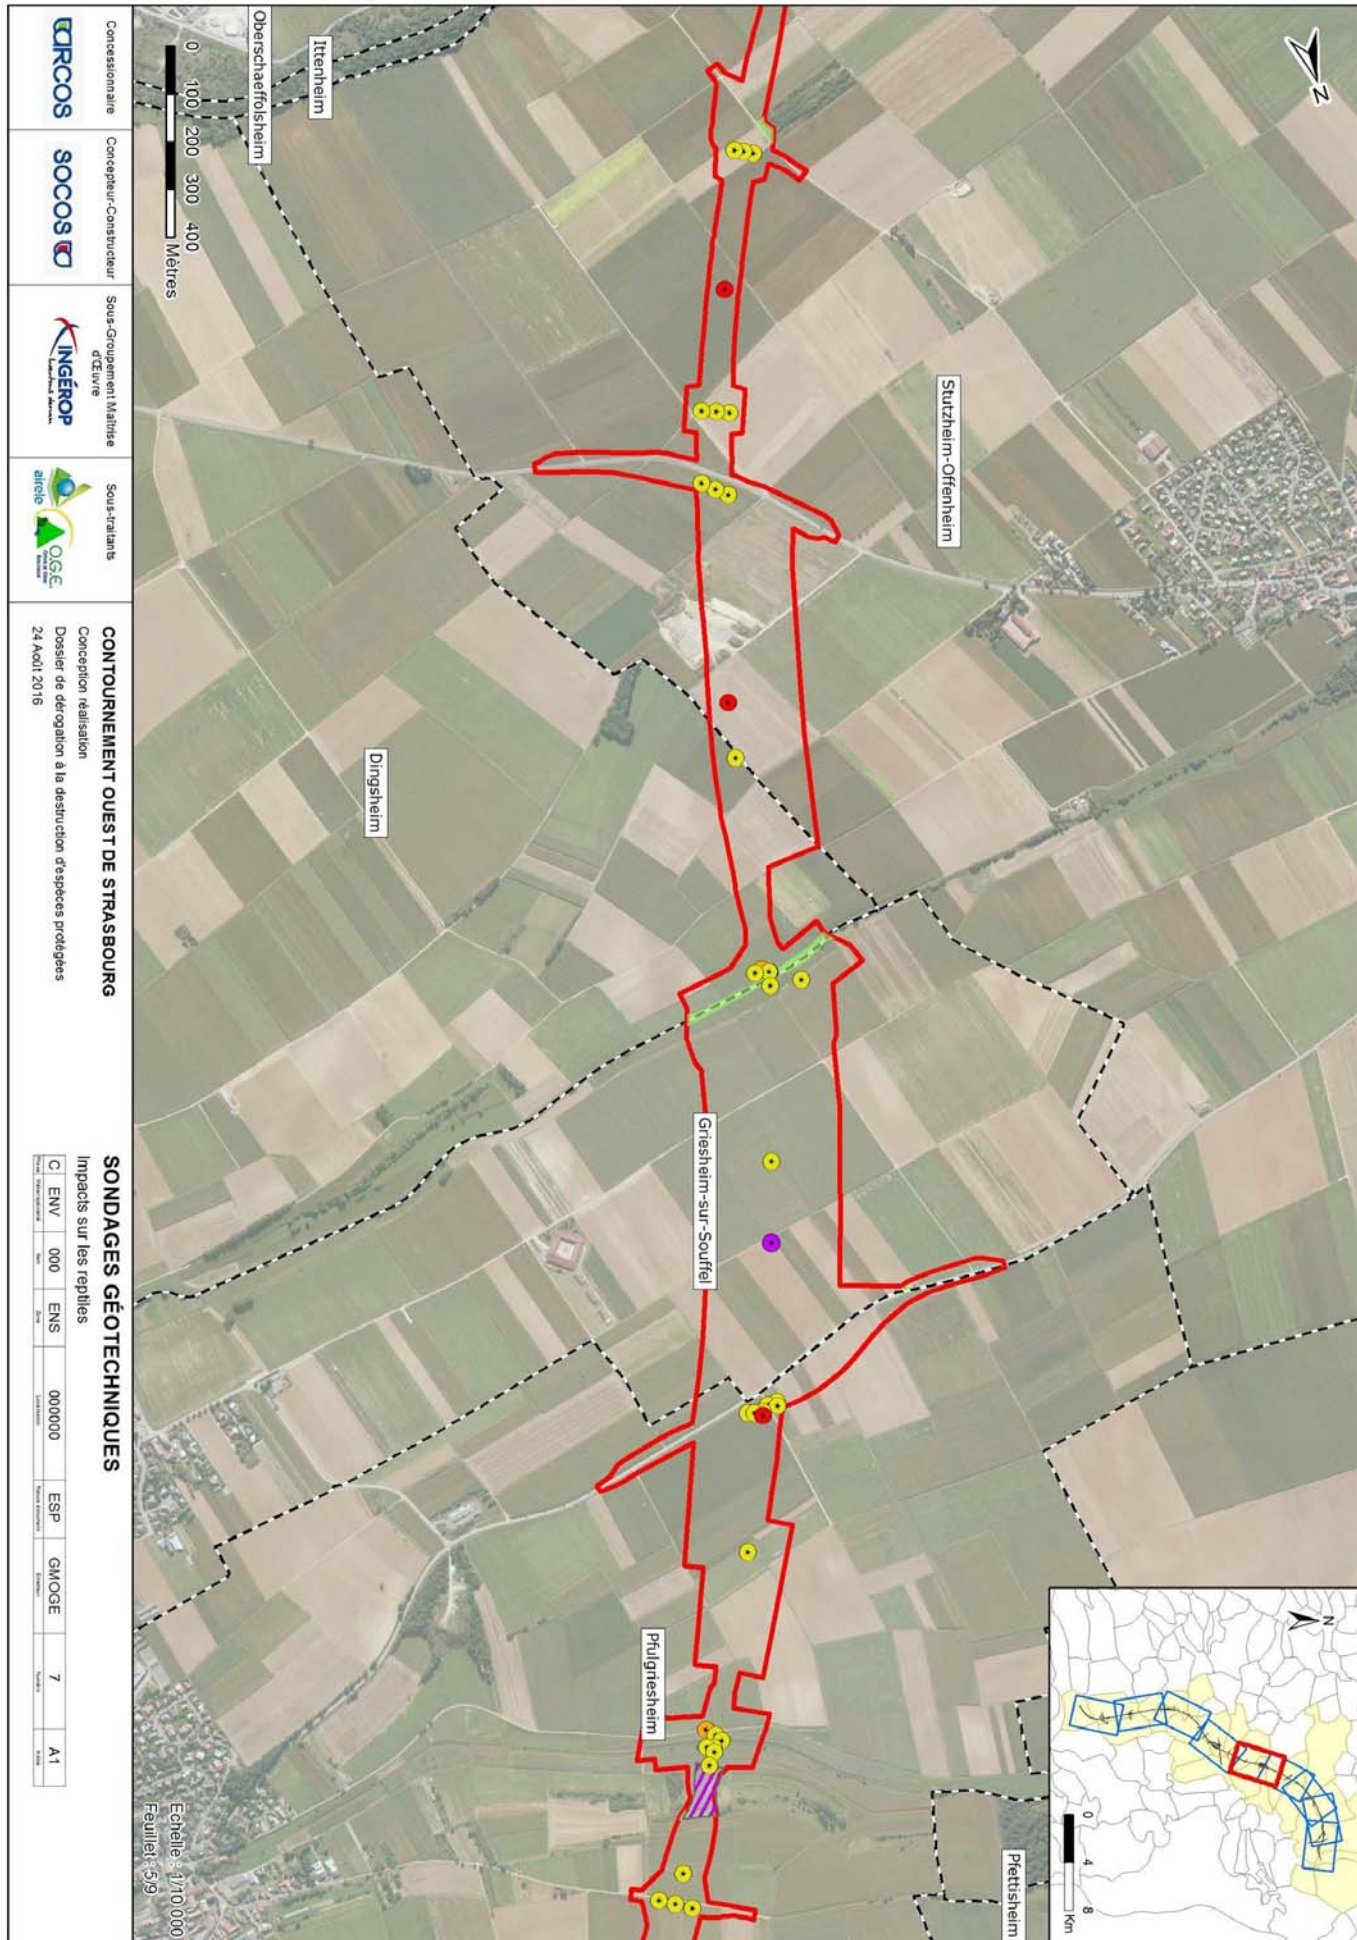 N
Ittenheim
Oberschaeffolsheim
Stutzheim-Offenheim
Dingsheim
Griesheim-sur-Souffel
Pfulgriesheim
Pfettisheim
0 100 200 300 400
Mètres
N
0 4 8
Km
Echelle : 1/10 000
Feuillet : 5/9
Concessionnaire
ARCOS
Concepteur-Constructeur
SOCOS
Sous-Groupement Maîtrise
d'Œuvre
INGÉROP
Sous-traitants
airele
O.G.E.
CONTOURNEMENT OUEST DE STRASBOURG
Conception réalisation
Dossier de dérogation à la destruction d'espèces protégées
24 Août 2016
SONDAGES GÉOTECHNIQUES
Impacts sur les reptiles
C ENV 000 ENS 000000 ESP GMOGE 7 A1